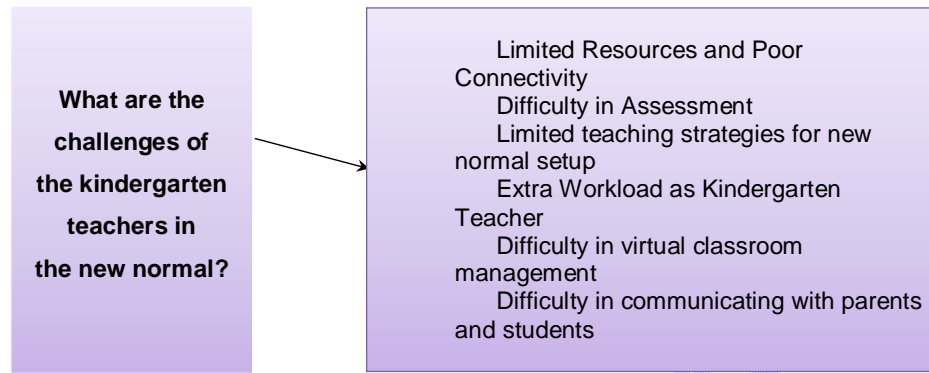 What are the
challenges of
the kindergarten
teachers in
the new normal?
Limited Resources and Poor
Connectivity
Difficulty in Assessment
Limited teaching strategies for new
normal setup
Extra Workload as Kindergarten
Teacher
Difficulty in virtual classroom
management
Difficulty in communicating with parents
and students